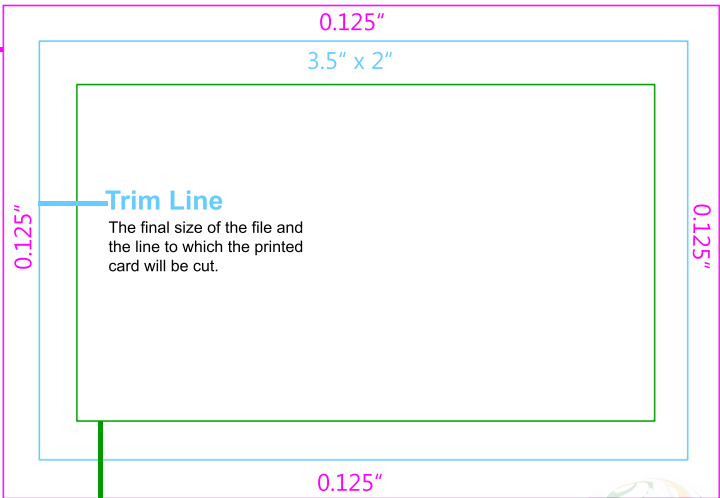 0.125“
3.5“ x 2“
Trim Line
The final size of the file and
the line to which the printed
card will be cut.
0.125“
0.125“
0.125“